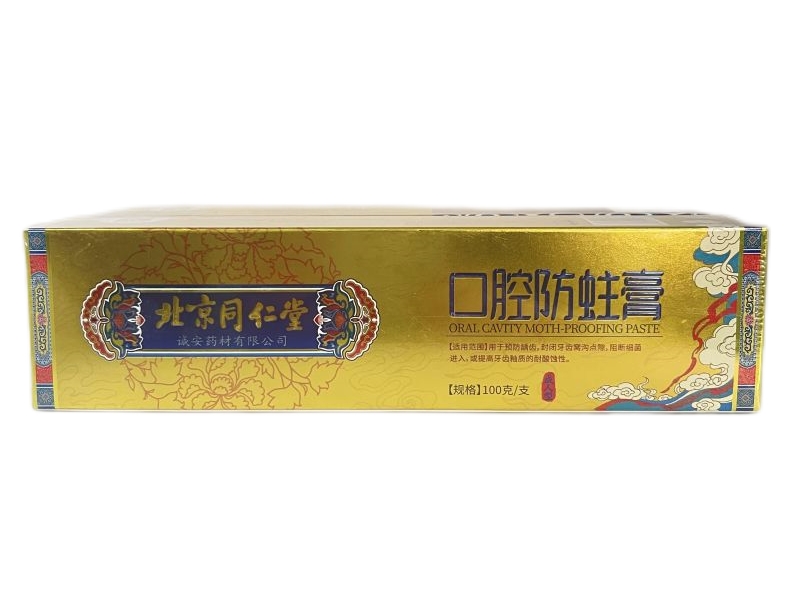 北京同仁堂
诚安药材有限公司
口腔防蛀膏
ORAL CAVITY MOTH-PROOFING PASTE
【适用范围】用于预防龋齿，封闭牙齿窝沟点隙，阻断细菌
进入，或提高牙齿釉质的耐酸蚀性。
【规格】100克/支
成人型